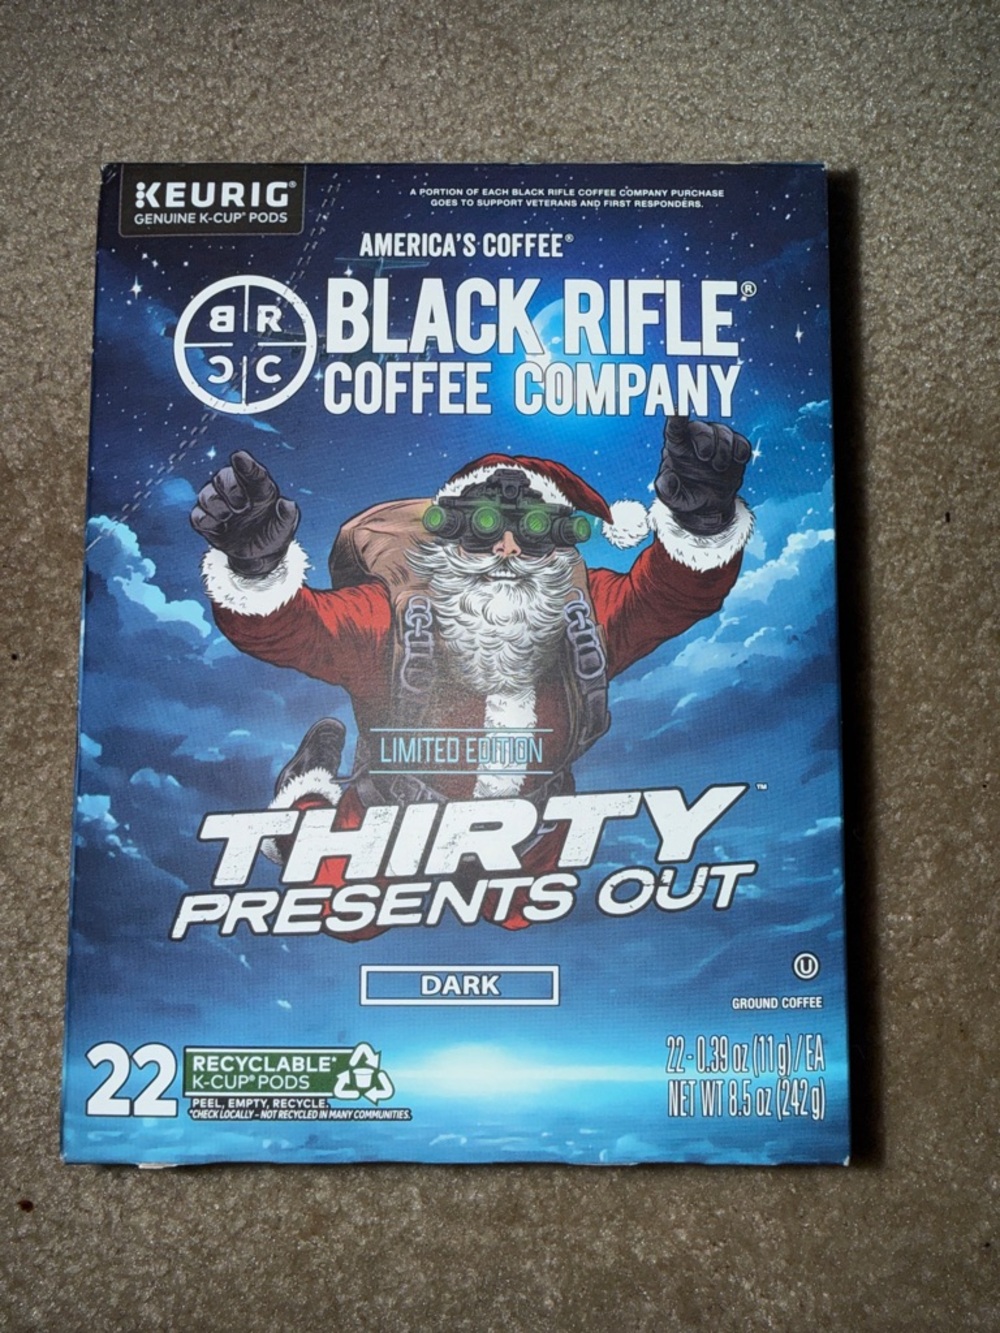 KEURIG®
GENUINE K-CUP® PODS
A PORTION OF EACH BLACK RIFLE COFFEE COMPANY PURCHASE
GOES TO SUPPORT VETERANS AND FIRST RESPONDERS.
AMERICA'S COFFEE®
B R
C C
BLACK RIFLE®
COFFEE COMPANY
LIMITED EDITION
THIRTY™
PRESENTS OUT
DARK
U
GROUND COFFEE
22
RECYCLABLE*
K-CUP® PODS
PEEL, EMPTY, RECYCLE.
*CHECK LOCALLY - NOT RECYCLED IN MANY COMMUNITIES.
22 - 0.39 oz (11 g) / EA
NET WT 8.5 oz (242 g)